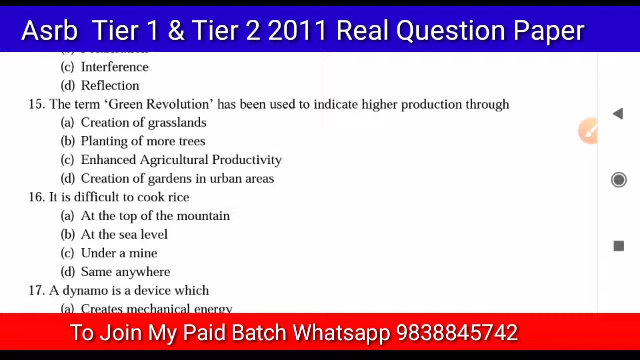 Asrb Tier 1 & Tier 2 2011 Real Question Paper
(c) Interference
(d) Reflection
15. The term ‘Green Revolution’ has been used to indicate higher production through
(a) Creation of grasslands
(b) Planting of more trees
(c) Enhanced Agricultural Productivity
(d) Creation of gardens in urban areas
16. It is difficult to cook rice
(a) At the top of the mountain
(b) At the sea level
(c) Under a mine
(d) Same anywhere
17. A dynamo is a device which
(a) Creates mechanical energy
To Join My Paid Batch Whatsapp 9838845742